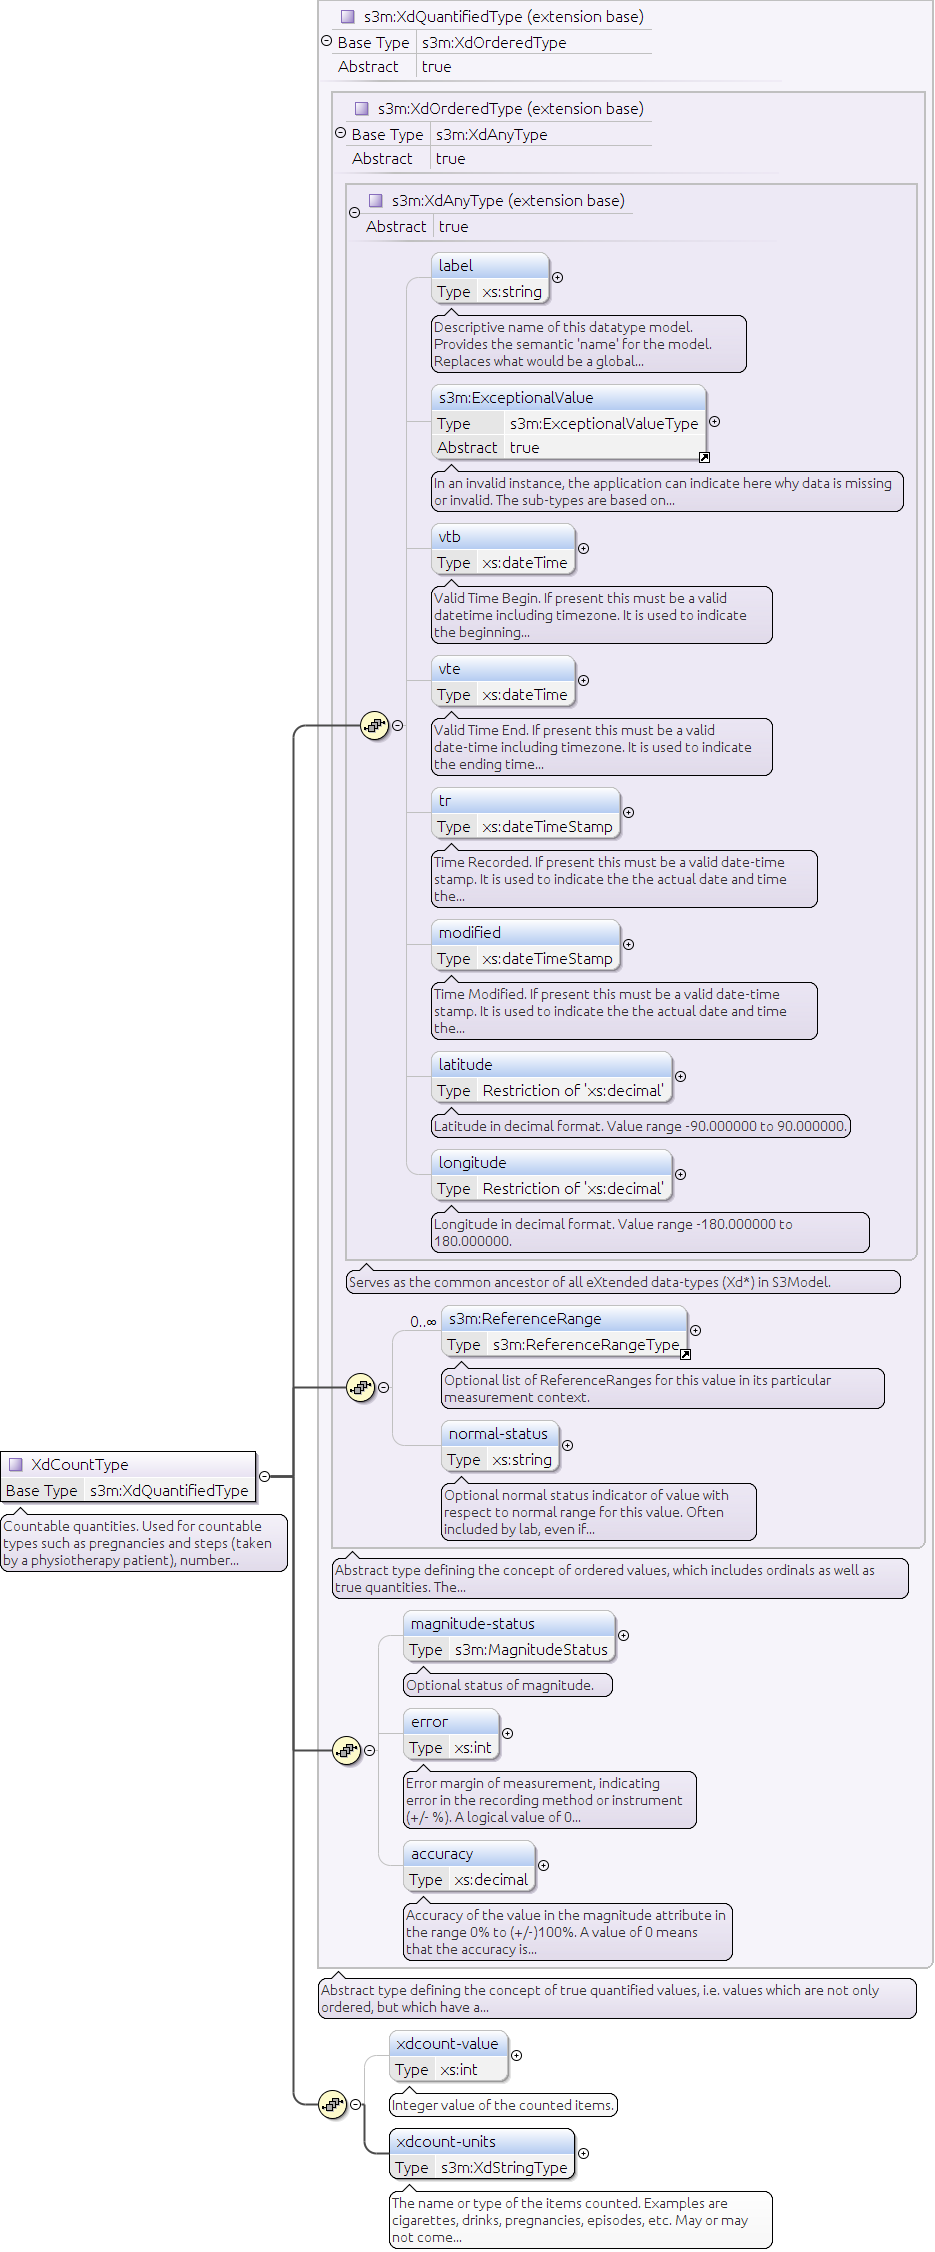 s3m:XdQuantifiedType (extension base)
Base Type s3m:XdOrderedType
Abstract true
s3m:XdOrderedType (extension base)
Base Type s3m:XdAnyType
Abstract true
s3m:XdAnyType (extension base)
Abstract true
label
Type xs:string
Descriptive name of this datatype model.
Provides the semantic 'name' for the model.
Replaces what would be a global...
s3m:ExceptionalValue
Type s3m:ExceptionalValueType
Abstract true
In an invalid instance, the application can indicate here why data is missing
or invalid. The sub-types are based on...
vtb
Type xs:dateTime
Valid Time Begin. If present this must be a valid
datetime including timezone. It is used to indicate
the beginning...
vte
Type xs:dateTime
Valid Time End. If present this must be a valid
date-time including timezone. It is used to indicate
the ending time...
tr
Type xs:dateTimeStamp
Time Recorded. If present this must be a valid date-time
stamp. It is used to indicate the the actual date and time
the...
modified
Type xs:dateTimeStamp
Time Modified. If present this must be a valid date-time
stamp. It is used to indicate the the actual date and time
the...
latitude
Type Restriction of 'xs:decimal'
Latitude in decimal format. Value range -90.000000 to 90.000000.
longitude
Type Restriction of 'xs:decimal'
Longitude in decimal format. Value range -180.000000 to
180.000000.
Serves as the common ancestor of all eXtended data-types (Xd*) in S3Model.
0..∞
s3m:ReferenceRange
Type s3m:ReferenceRangeType
Optional list of ReferenceRanges for this value in its particular
measurement context.
normal-status
Type xs:string
Optional normal status indicator of value with
respect to normal range for this value. Often
included by lab, even if...
XdCountType
Base Type s3m:XdQuantifiedType
Countable quantities. Used for countable
types such as pregnancies and steps (taken
by a physiotherapy patient), number...
Abstract type defining the concept of ordered values, which includes ordinals as well as
true quantities. The...
magnitude-status
Type s3m:MagnitudeStatus
Optional status of magnitude.
error
Type xs:int
Error margin of measurement, indicating
error in the recording method or instrument
(+/- %). A logical value of 0...
accuracy
Type xs:decimal
Accuracy of the value in the magnitude attribute in
the range 0% to (+/-)100%. A value of 0 means
that the accuracy is...
Abstract type defining the concept of true quantified values, i.e. values which are not only
ordered, but which have a...
xdcount-value
Type xs:int
Integer value of the counted items.
xdcount-units
Type s3m:XdStringType
The name or type of the items counted. Examples are
cigarettes, drinks, pregnancies, episodes, etc. May or may
not come...